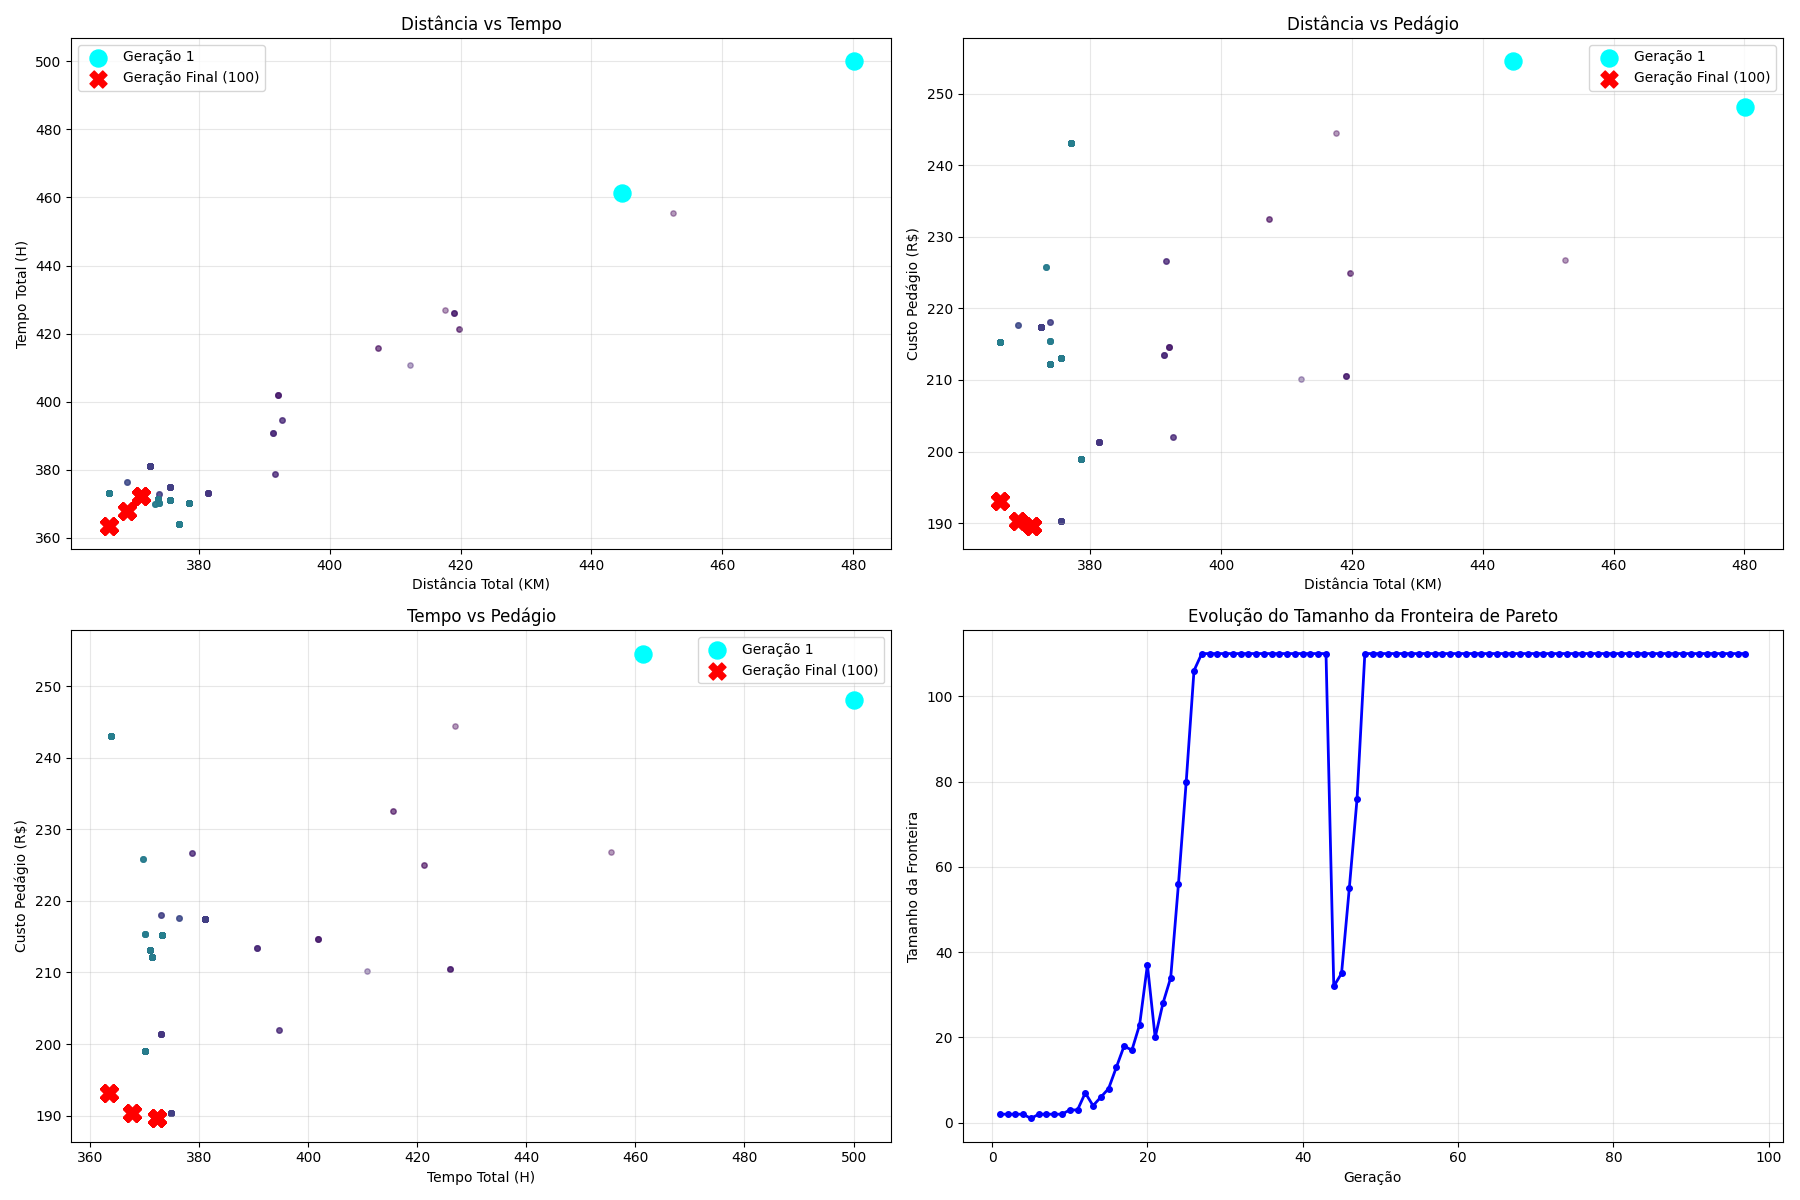 Distância vs Tempo
Geração 1
Geração Final (100)
Tempo Total (H)
500
480
460
440
420
400
380
360
380 400 420 440 460 480
Distância Total (KM)
Distância vs Pedágio
Geração 1
Geração Final (100)
Custo Pedágio (R$)
250
240
230
220
210
200
190
380 400 420 440 460 480
Distância Total (KM)
Tempo vs Pedágio
Geração 1
Geração Final (100)
Custo Pedágio (R$)
250
240
230
220
210
200
190
360 380 400 420 440 460 480 500
Tempo Total (H)
Evolução do Tamanho da Fronteira de Pareto
Tamanho da Fronteira
100
80
60
40
20
0
0 20 40 60 80 100
Geração